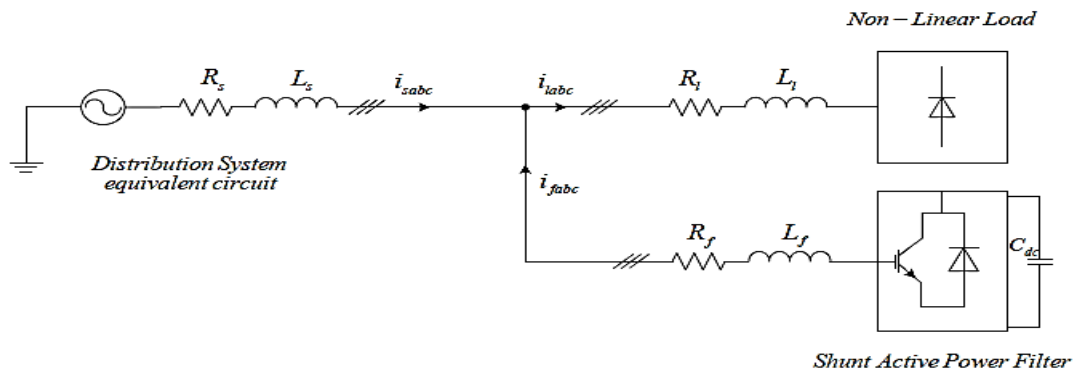 Non – Linear Load
R_s
L_s
i_sabc
i_labc
R_l
L_l
Distribution System
equivalent circuit
i_fabc
R_f
L_f
C_dc
Shunt Active Power Filter